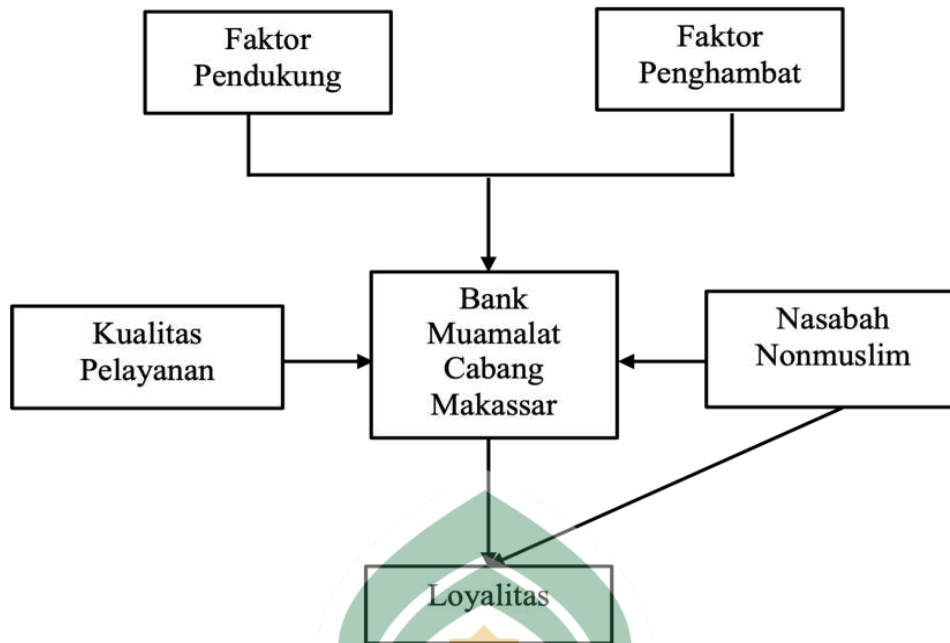 Faktor
Pendukung
Faktor
Penghambat
Kualitas
Pelayanan
Bank
Muamalat
Cabang
Makassar
Nasabah
Nonmuslim
Loyalitas